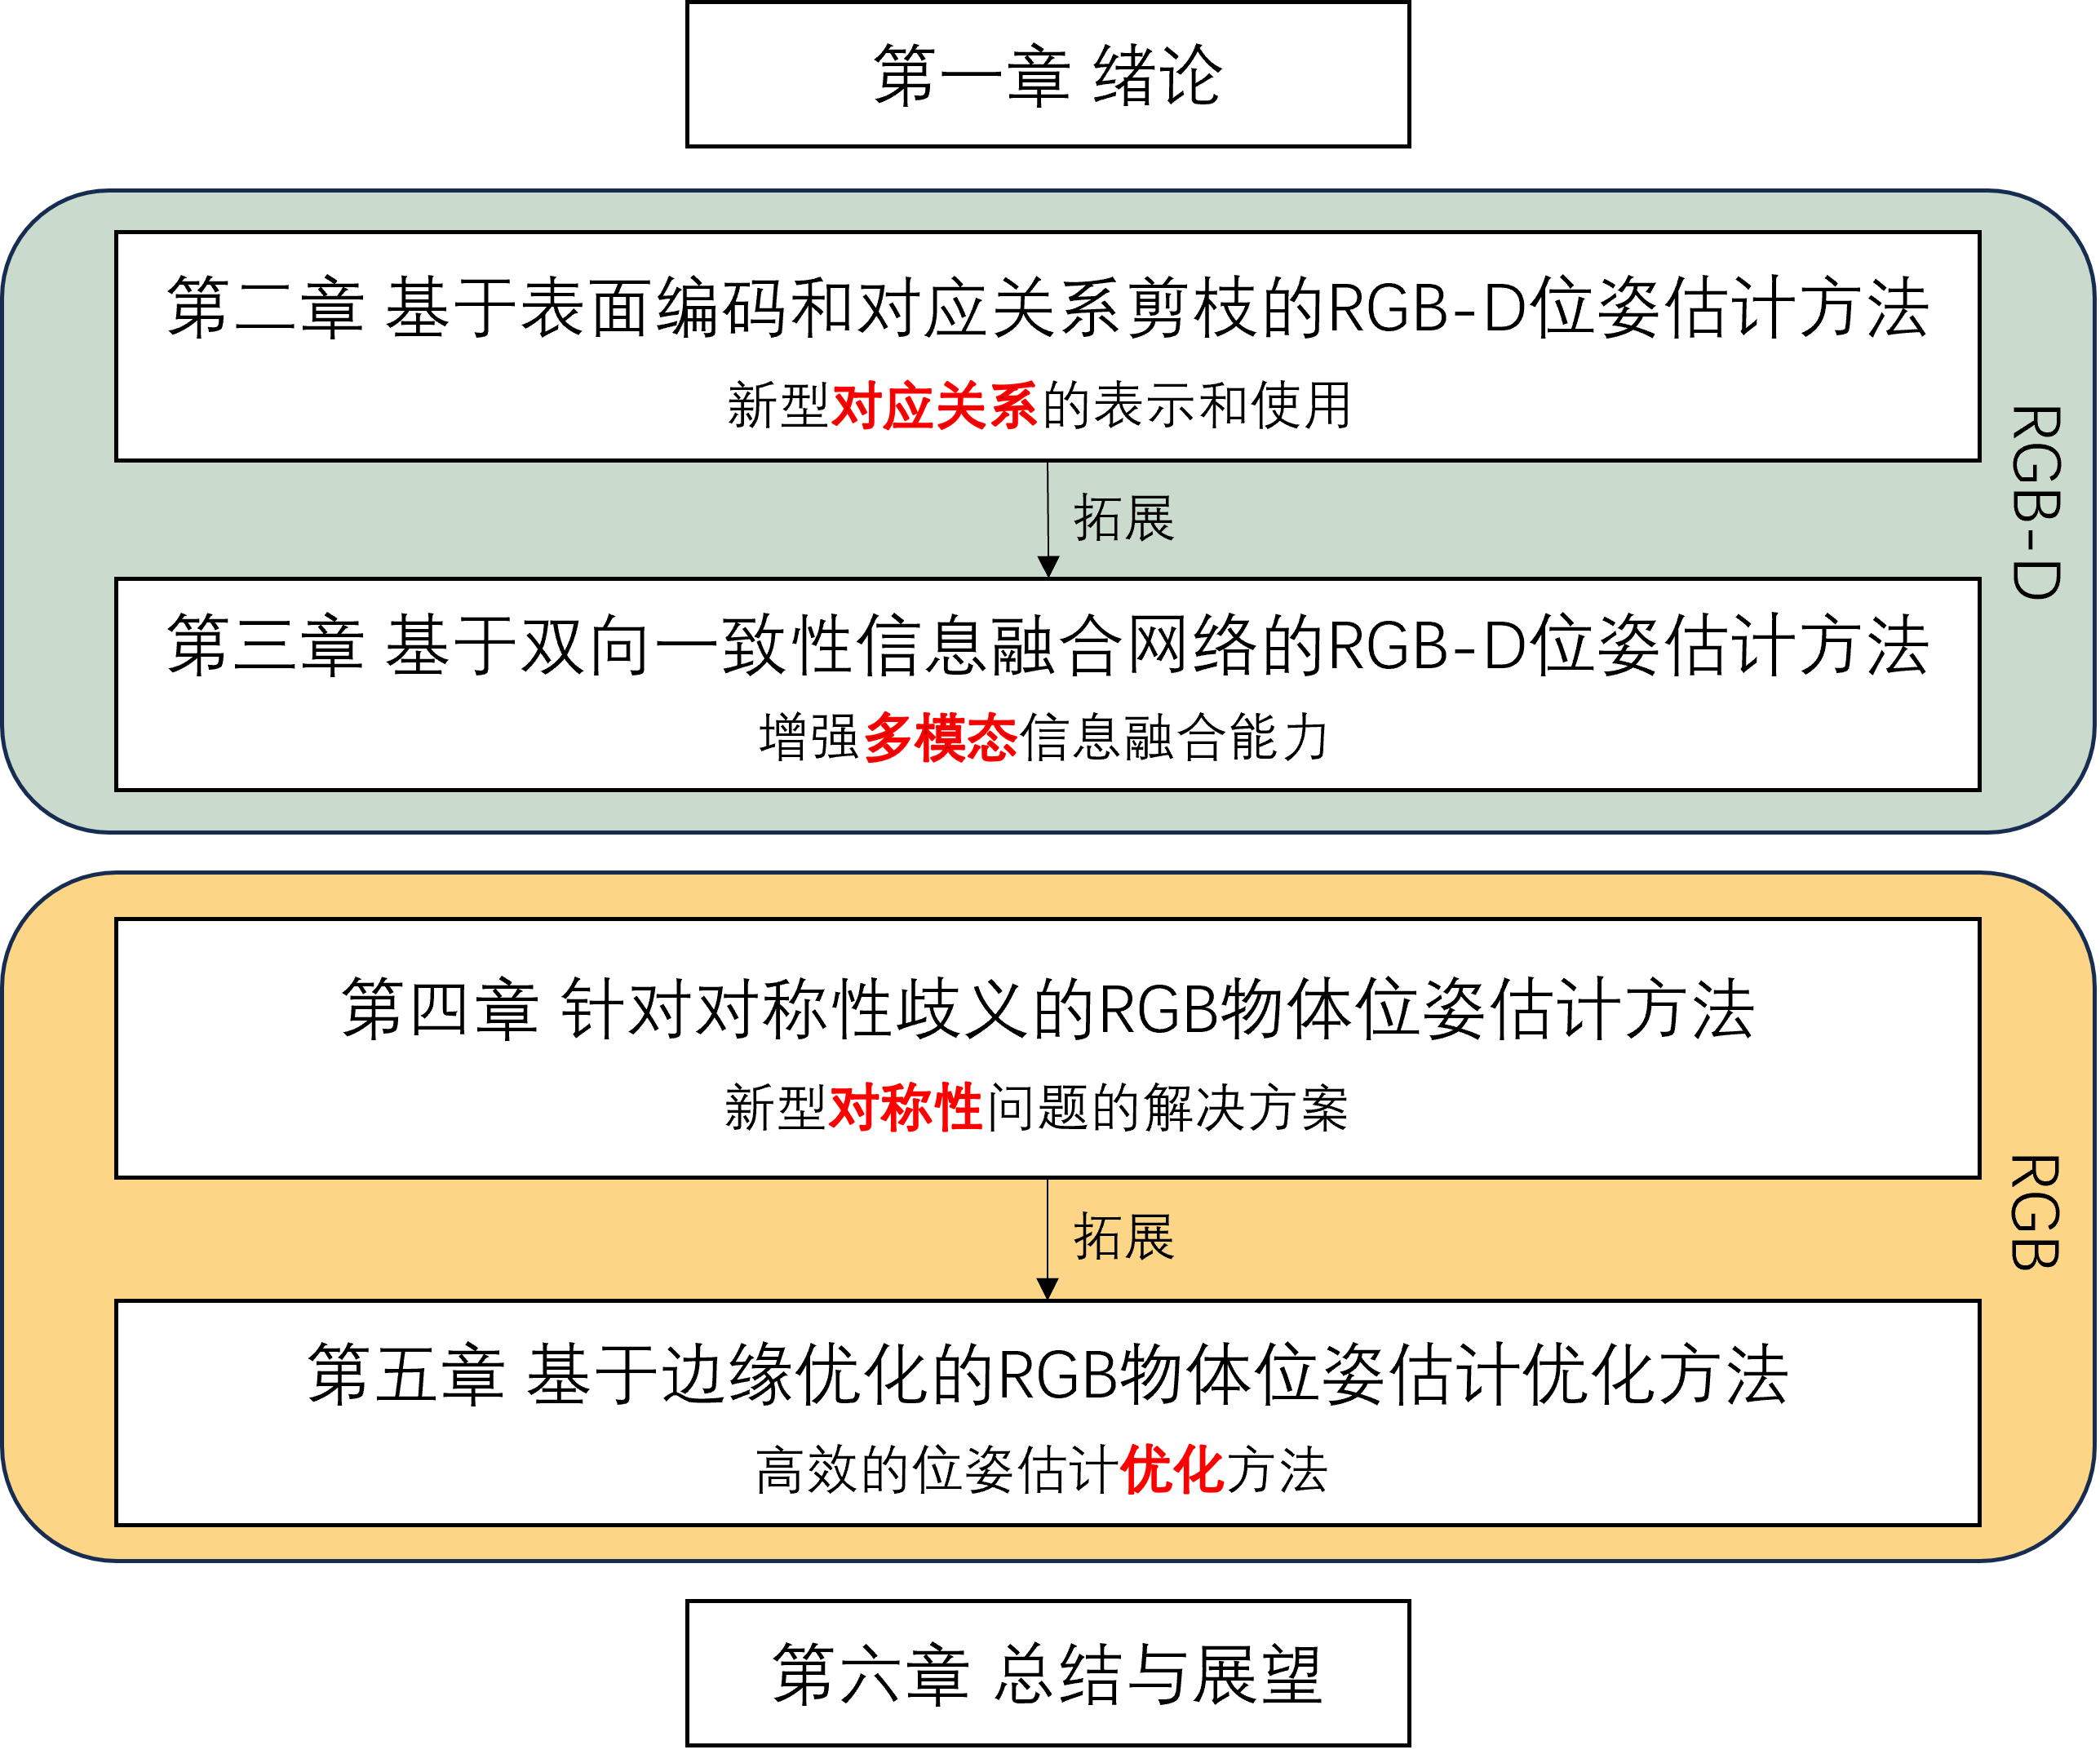 第一章 绪论
第二章 基于表面编码和对应关系剪枝的RGB-D位姿估计方法
新型对应关系的表示和使用
拓展
第三章 基于双向一致性信息融合网络的RGB-D位姿估计方法
增强多模态信息融合能力
RGB-D
第四章 针对对称性歧义的RGB物体位姿估计方法
新型对称性问题的解决方案
拓展
第五章 基于边缘优化的RGB物体位姿估计优化方法
高效的位姿估计优化方法
RGB
第六章 总结与展望